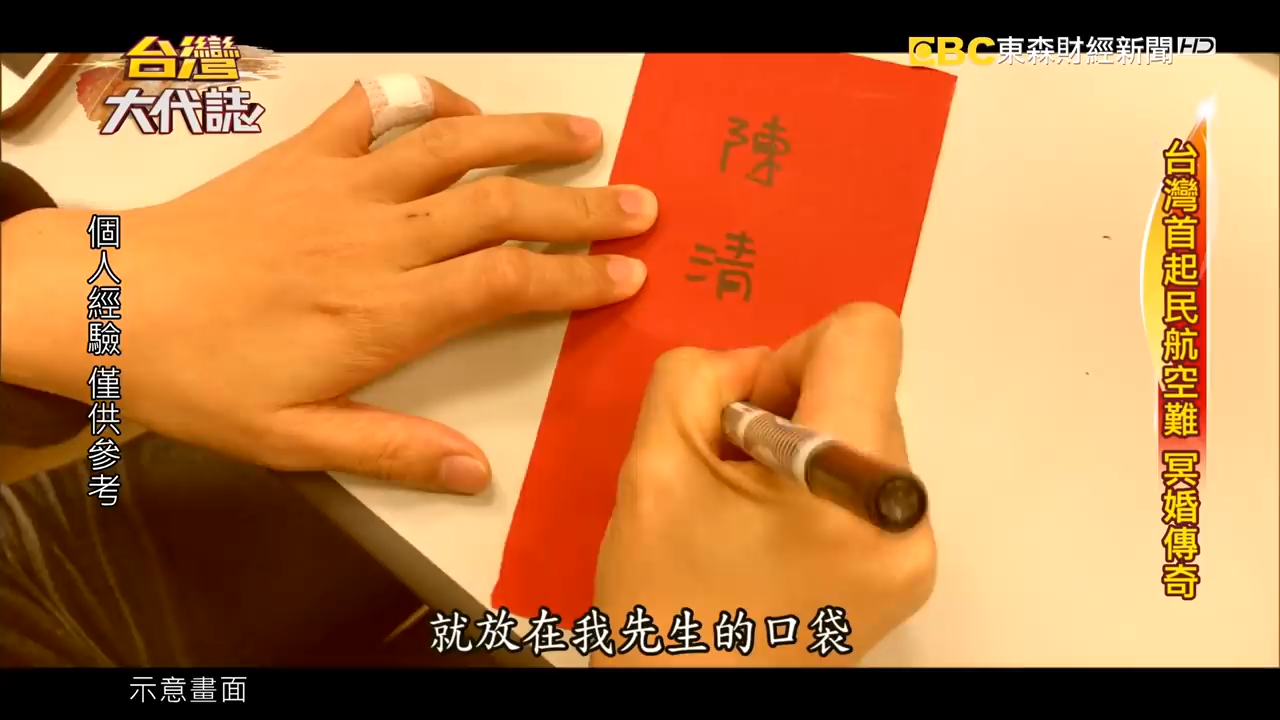 台灣
大代誌
EBC東森財經新聞HD
台灣首起民航空難 冥婚傳奇
個人經驗 僅供參考
陳
清
就放在我先生的口袋
示意畫面